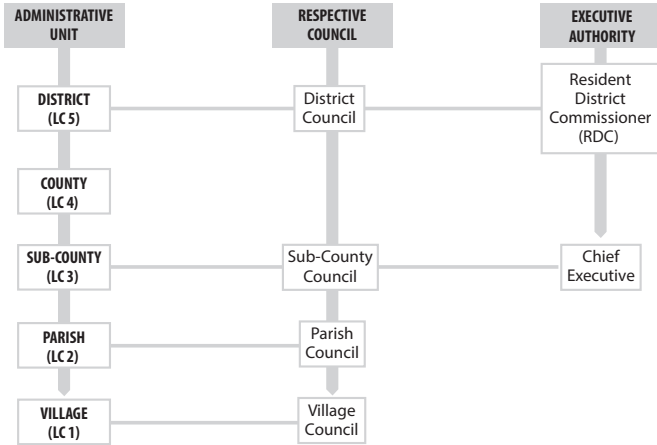 ADMINISTRATIVE
UNIT
RESPECTIVE
COUNCIL
EXECUTIVE
AUTHORITY
DISTRICT
(LC 5)
District
Council
Resident
District
Commissioner
(RDC)
COUNTY
(LC 4)
SUB-COUNTY
(LC 3)
Sub-County
Council
Chief
Executive
PARISH
(LC 2)
Parish
Council
VILLAGE
(LC 1)
Village
Council